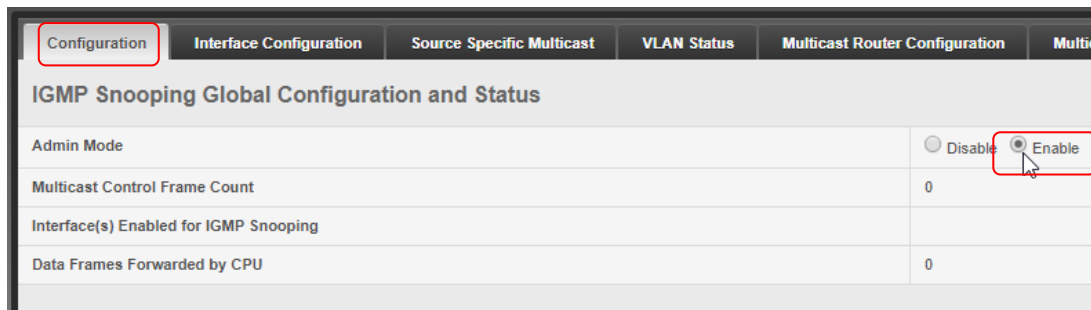 Configuration Interface Configuration Source Specific Multicast VLAN Status Multicast Router Configuration
IGMP Snooping Global Configuration and Status
Admin Mode Disable Enable
Multicast Control Frame Count 0
Interface(s) Enabled for IGMP Snooping
Data Frames Forwarded by CPU 0